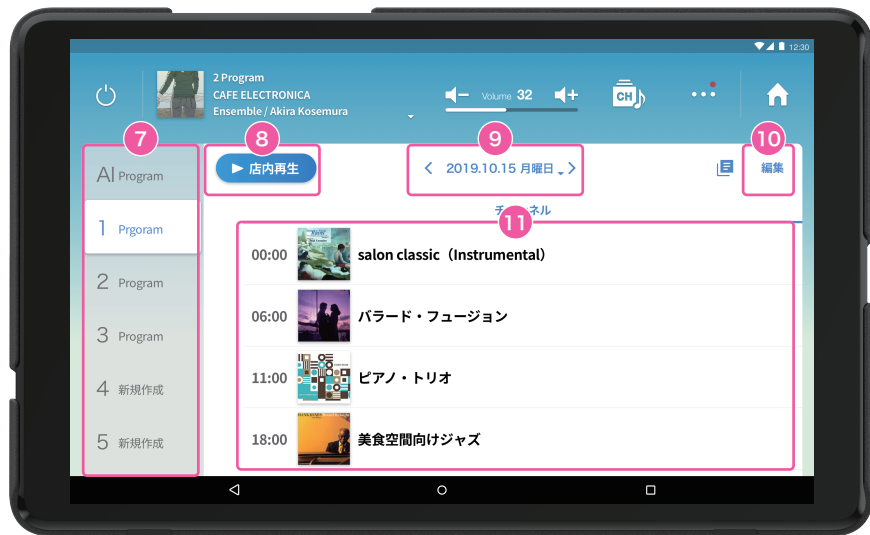 12:30
2 Program
CAFE ELECTRONICA
Ensemble / Akira Kosemura
Volume 32
CH
7
8
9
10
AI Program
店内再生
2019.10.15 月曜日
編集
1 Prgoram
11
00:00 salon classic（Instrumental）
2 Program
06:00 バラード・フュージョン
3 Program
11:00 ピアノ・トリオ
4 新規作成
18:00 美食空間向けジャズ
5 新規作成